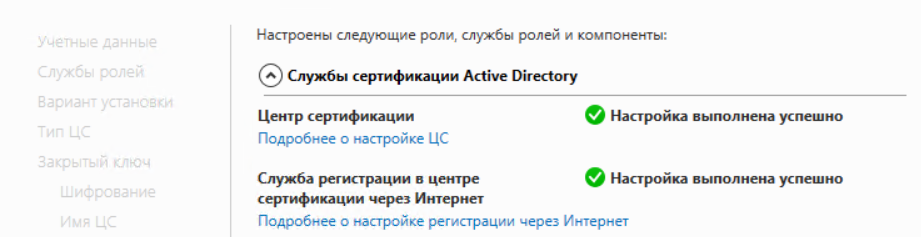 Учетные данные
Службы ролей
Вариант установки
Тип ЦС
Закрытый ключ
Шифрование
Имя ЦС
Настроены следующие роли, службы ролей и компоненты:
Службы сертификации Active Directory
Центр сертификации
Настройка выполнена успешно
Подробнее о настройке ЦС
Служба регистрации в центре
сертификации через Интернет
Настройка выполнена успешно
Подробнее о настройке регистрации через Интернет